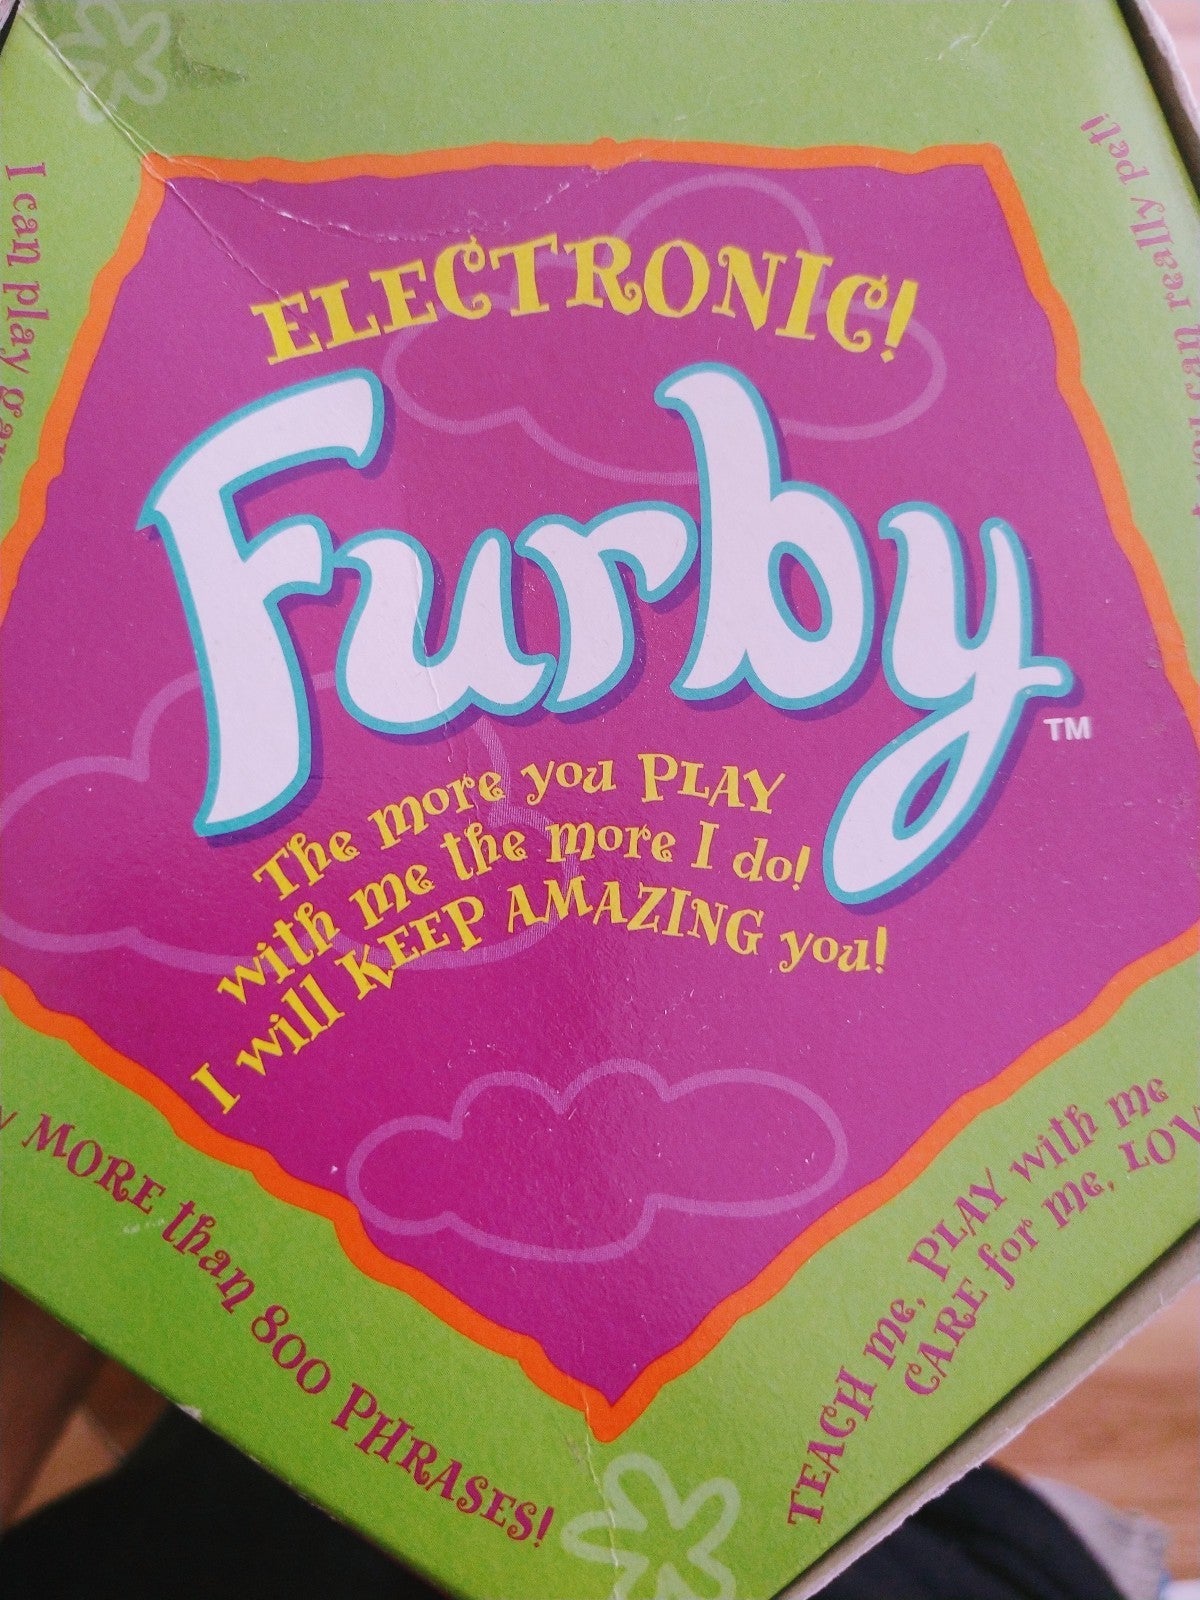 ELECTRONIC!
Furby
TM
The more you PLAY
with me the more I do!
I will KEEP AMAZING you!
I can play
can really pet!
MORE than 800 PHRASES!
TEACH me, PLAY with me
CARE for me,